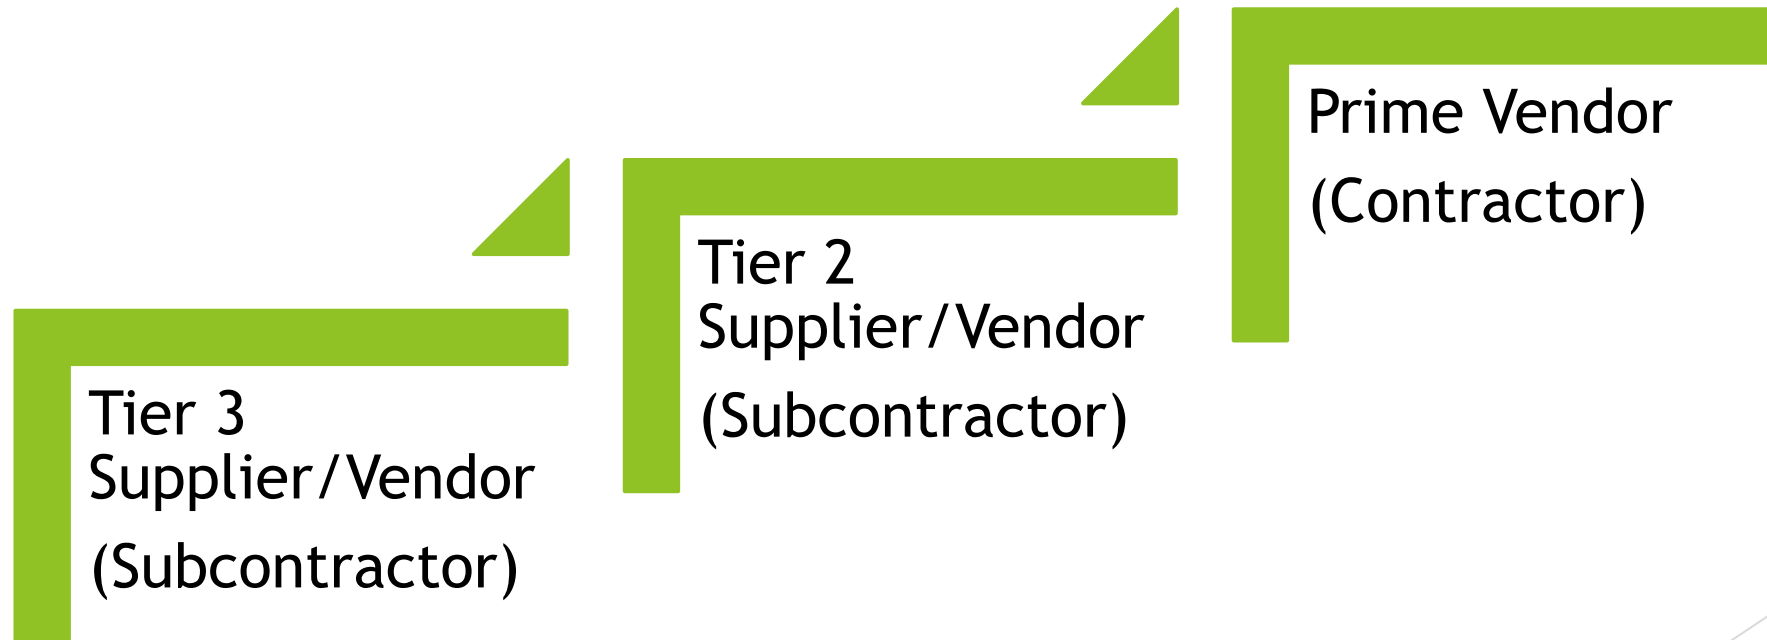 Tier 3
Supplier/Vendor
(Subcontractor)
Tier 2
Supplier/Vendor
(Subcontractor)
Prime Vendor
(Contractor)